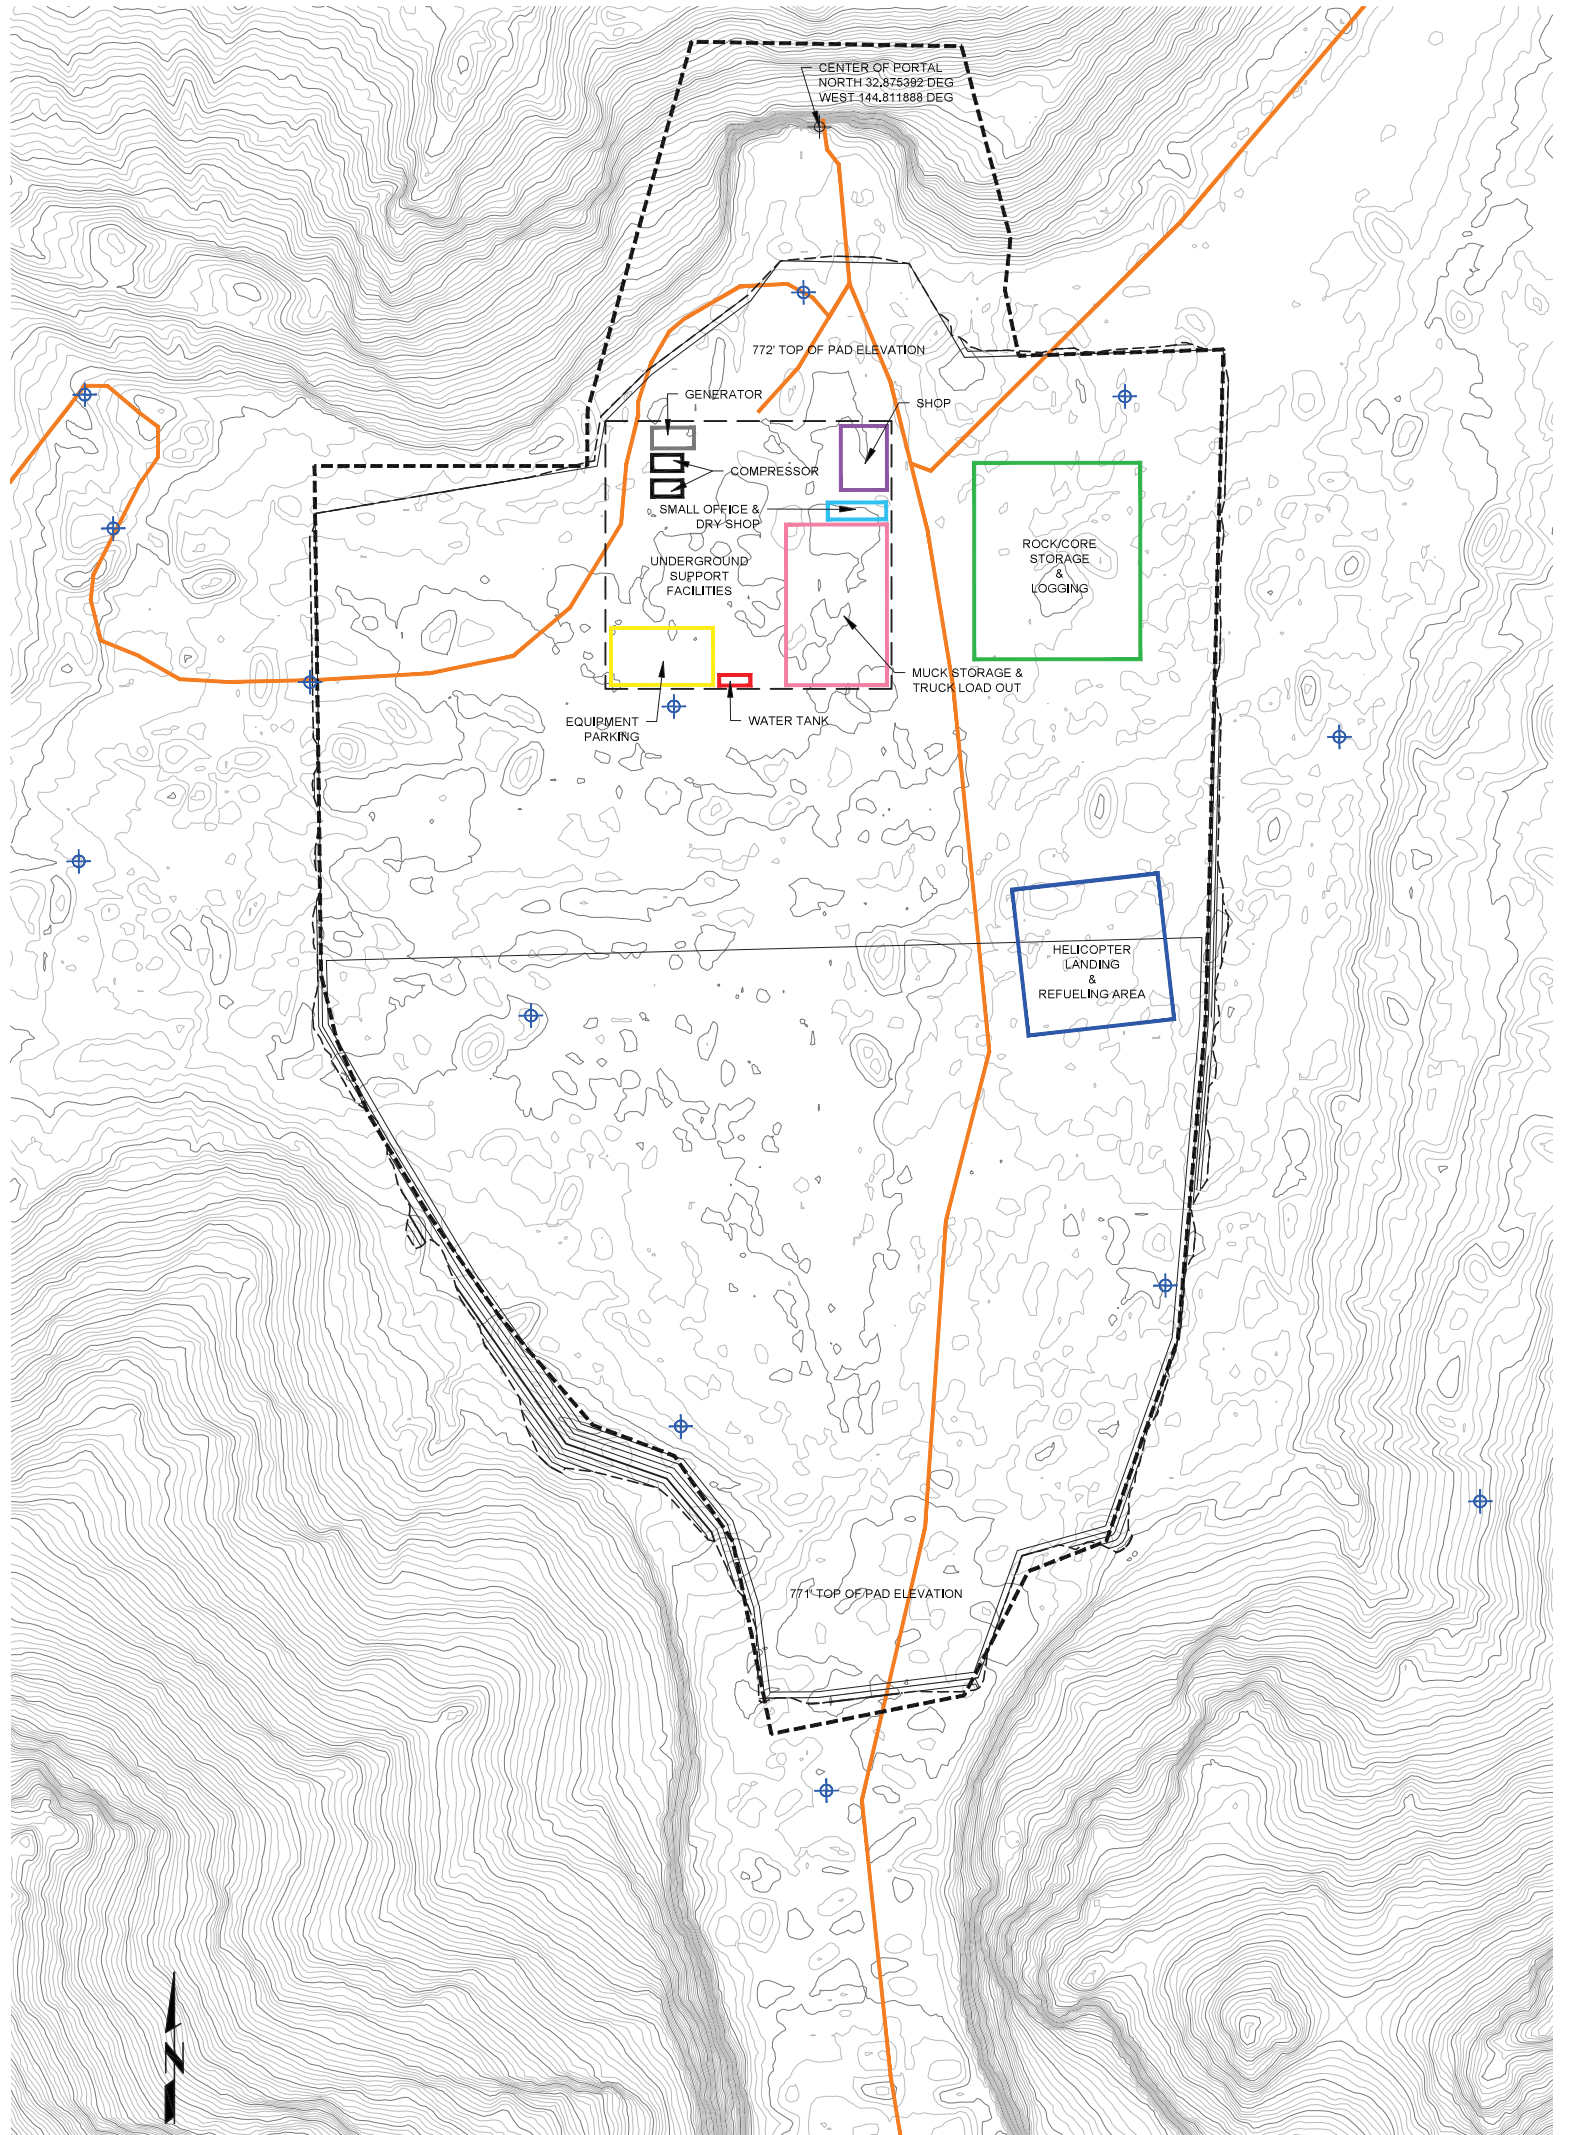 CENTER OF PORTAL
NORTH 32.875392 DEG
WEST 144.811888 DEG
772' TOP OF PAD ELEVATION
GENERATOR
SHOP
COMPRESSOR
SMALL OFFICE &
DRY SHOP
UNDERGROUND
SUPPORT
FACILITIES
ROCK/CORE
STORAGE
&
LOGGING
MUCK STORAGE &
TRUCK LOAD OUT
EQUIPMENT
PARKING
WATER TANK
HELICOPTER
LANDING
&
REFUELING AREA
771' TOP OF PAD ELEVATION
N